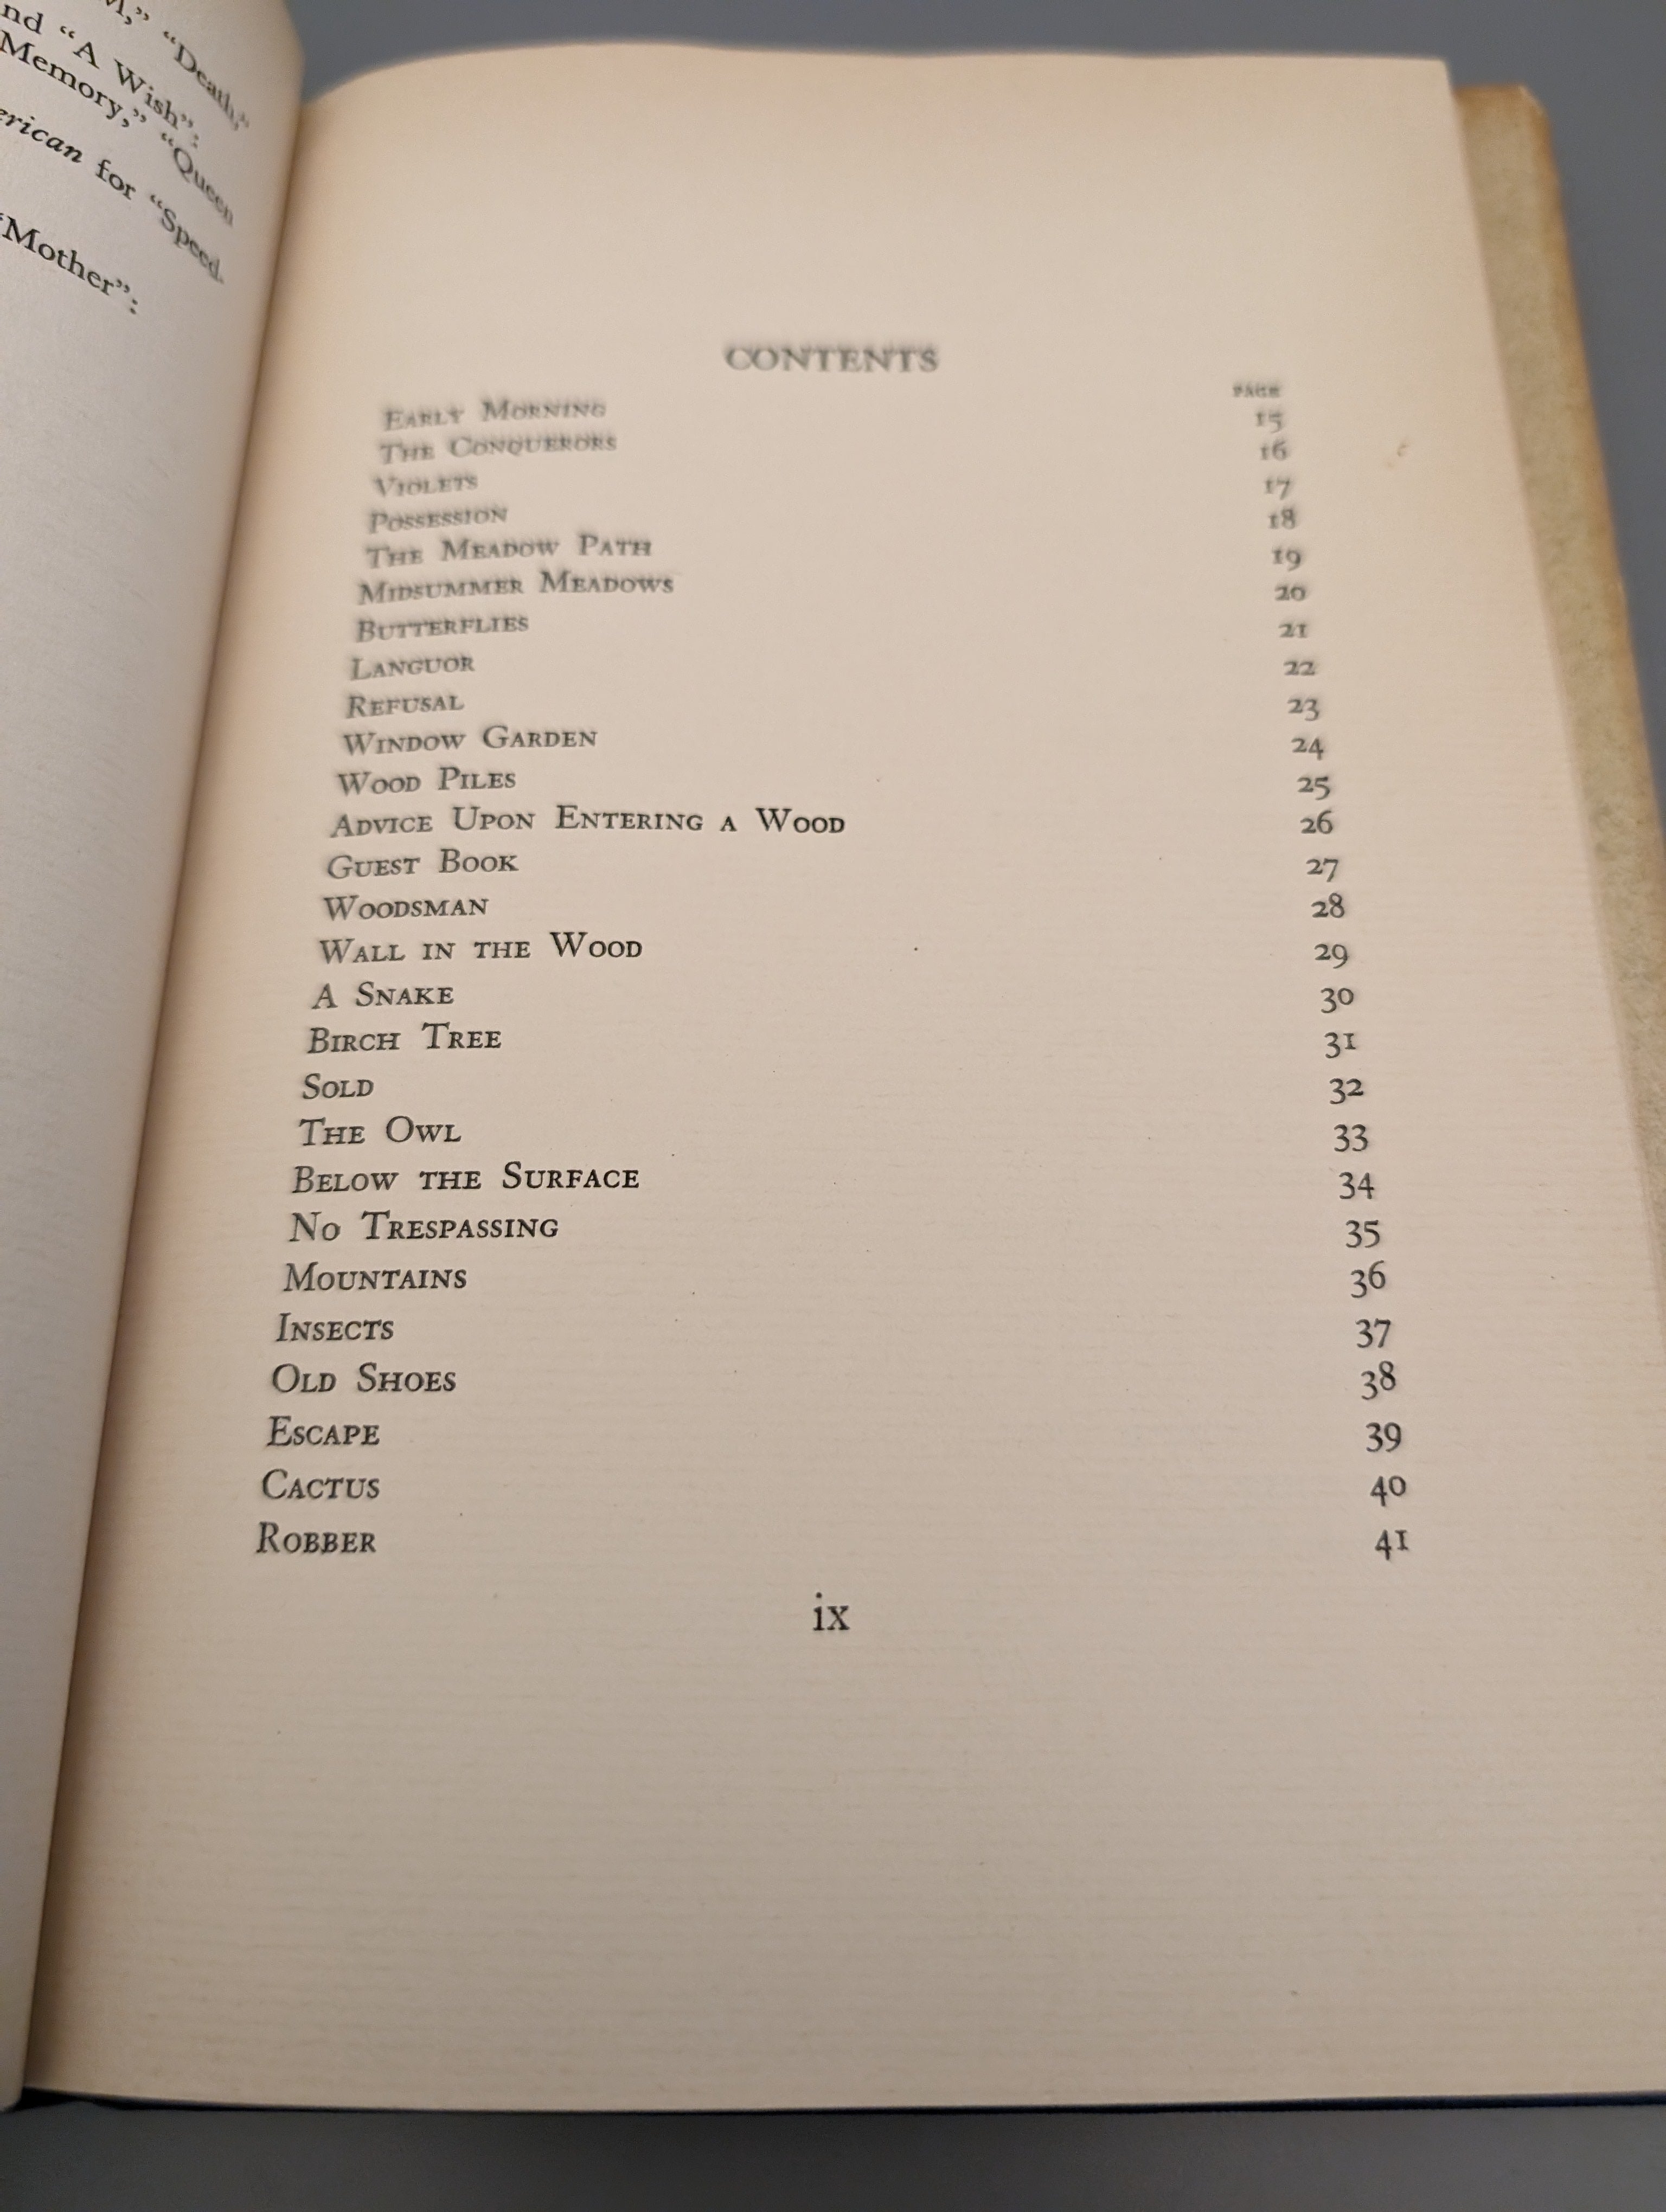 “Death,”
“A Wish”:
Memory,” “Queen
for “Speed.
“Mother”:
CONTENTS
PAGE
EARLY MORNING 15
THE CONQUERORS 16
VIOLETS 17
POSSESSION 18
THE MEADOW PATH 19
MIDSUMMER MEADOWS 20
BUTTERFLIES 21
LANGUOR 22
REFUSAL 23
WINDOW GARDEN 24
WOOD PILES 25
ADVICE UPON ENTERING A WOOD 26
GUEST BOOK 27
WOODSMAN 28
WALL IN THE WOOD 29
A SNAKE 30
BIRCH TREE 31
SOLD 32
THE OWL 33
BELOW THE SURFACE 34
NO TRESPASSING 35
MOUNTAINS 36
INSECTS 37
OLD SHOES 38
ESCAPE 39
CACTUS 40
ROBBER 41
ix